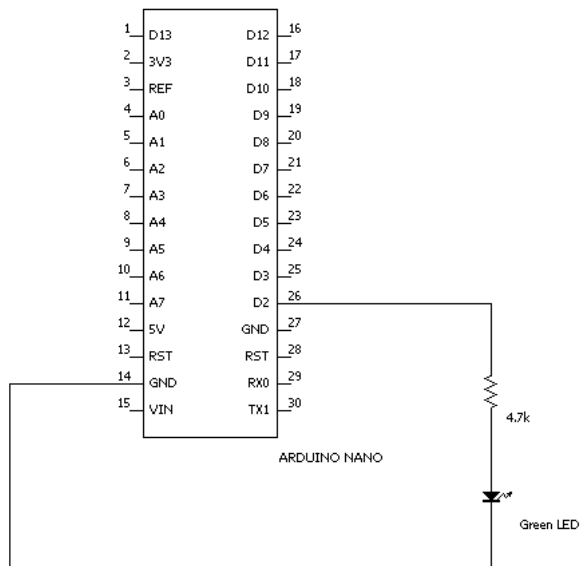 1 D13 D12 16
2 3V3 D11 17
3 REF D10 18
4 A0 D9 19
5 A1 D8 20
6 A2 D7 21
7 A3 D6 22
8 A4 D5 23
9 A5 D4 24
10 A6 D3 25
11 A7 D2 26
12 5V GND 27
13 RST RST 28
14 GND RX0 29
15 VIN TX1 30
4.7k
ARDUINO NANO
Green LED